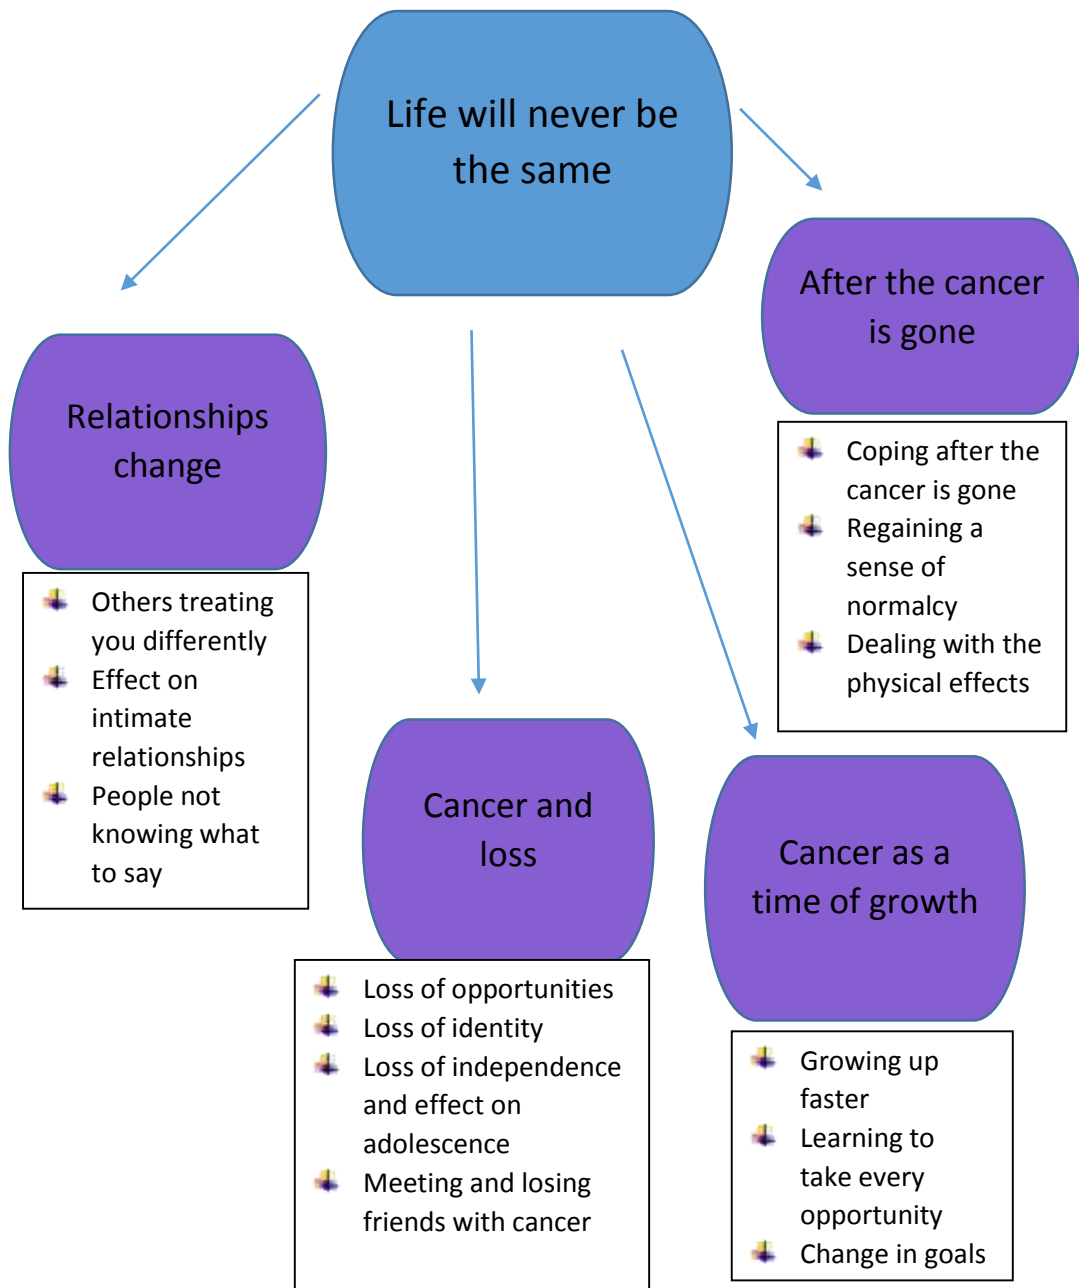 Life will never be
the same
After the cancer
is gone
Coping after the
cancer is gone
Regaining a
sense of
normalcy
Dealing with the
physical effects
Relationships
change
Others treating
you differently
Effect on
intimate
relationships
People not
knowing what
to say
Cancer and
loss
Loss of opportunities
Loss of identity
Loss of independence
and effect on
adolescence
Meeting and losing
friends with cancer
Cancer as a
time of growth
Growing up
faster
Learning to
take every
opportunity
Change in goals